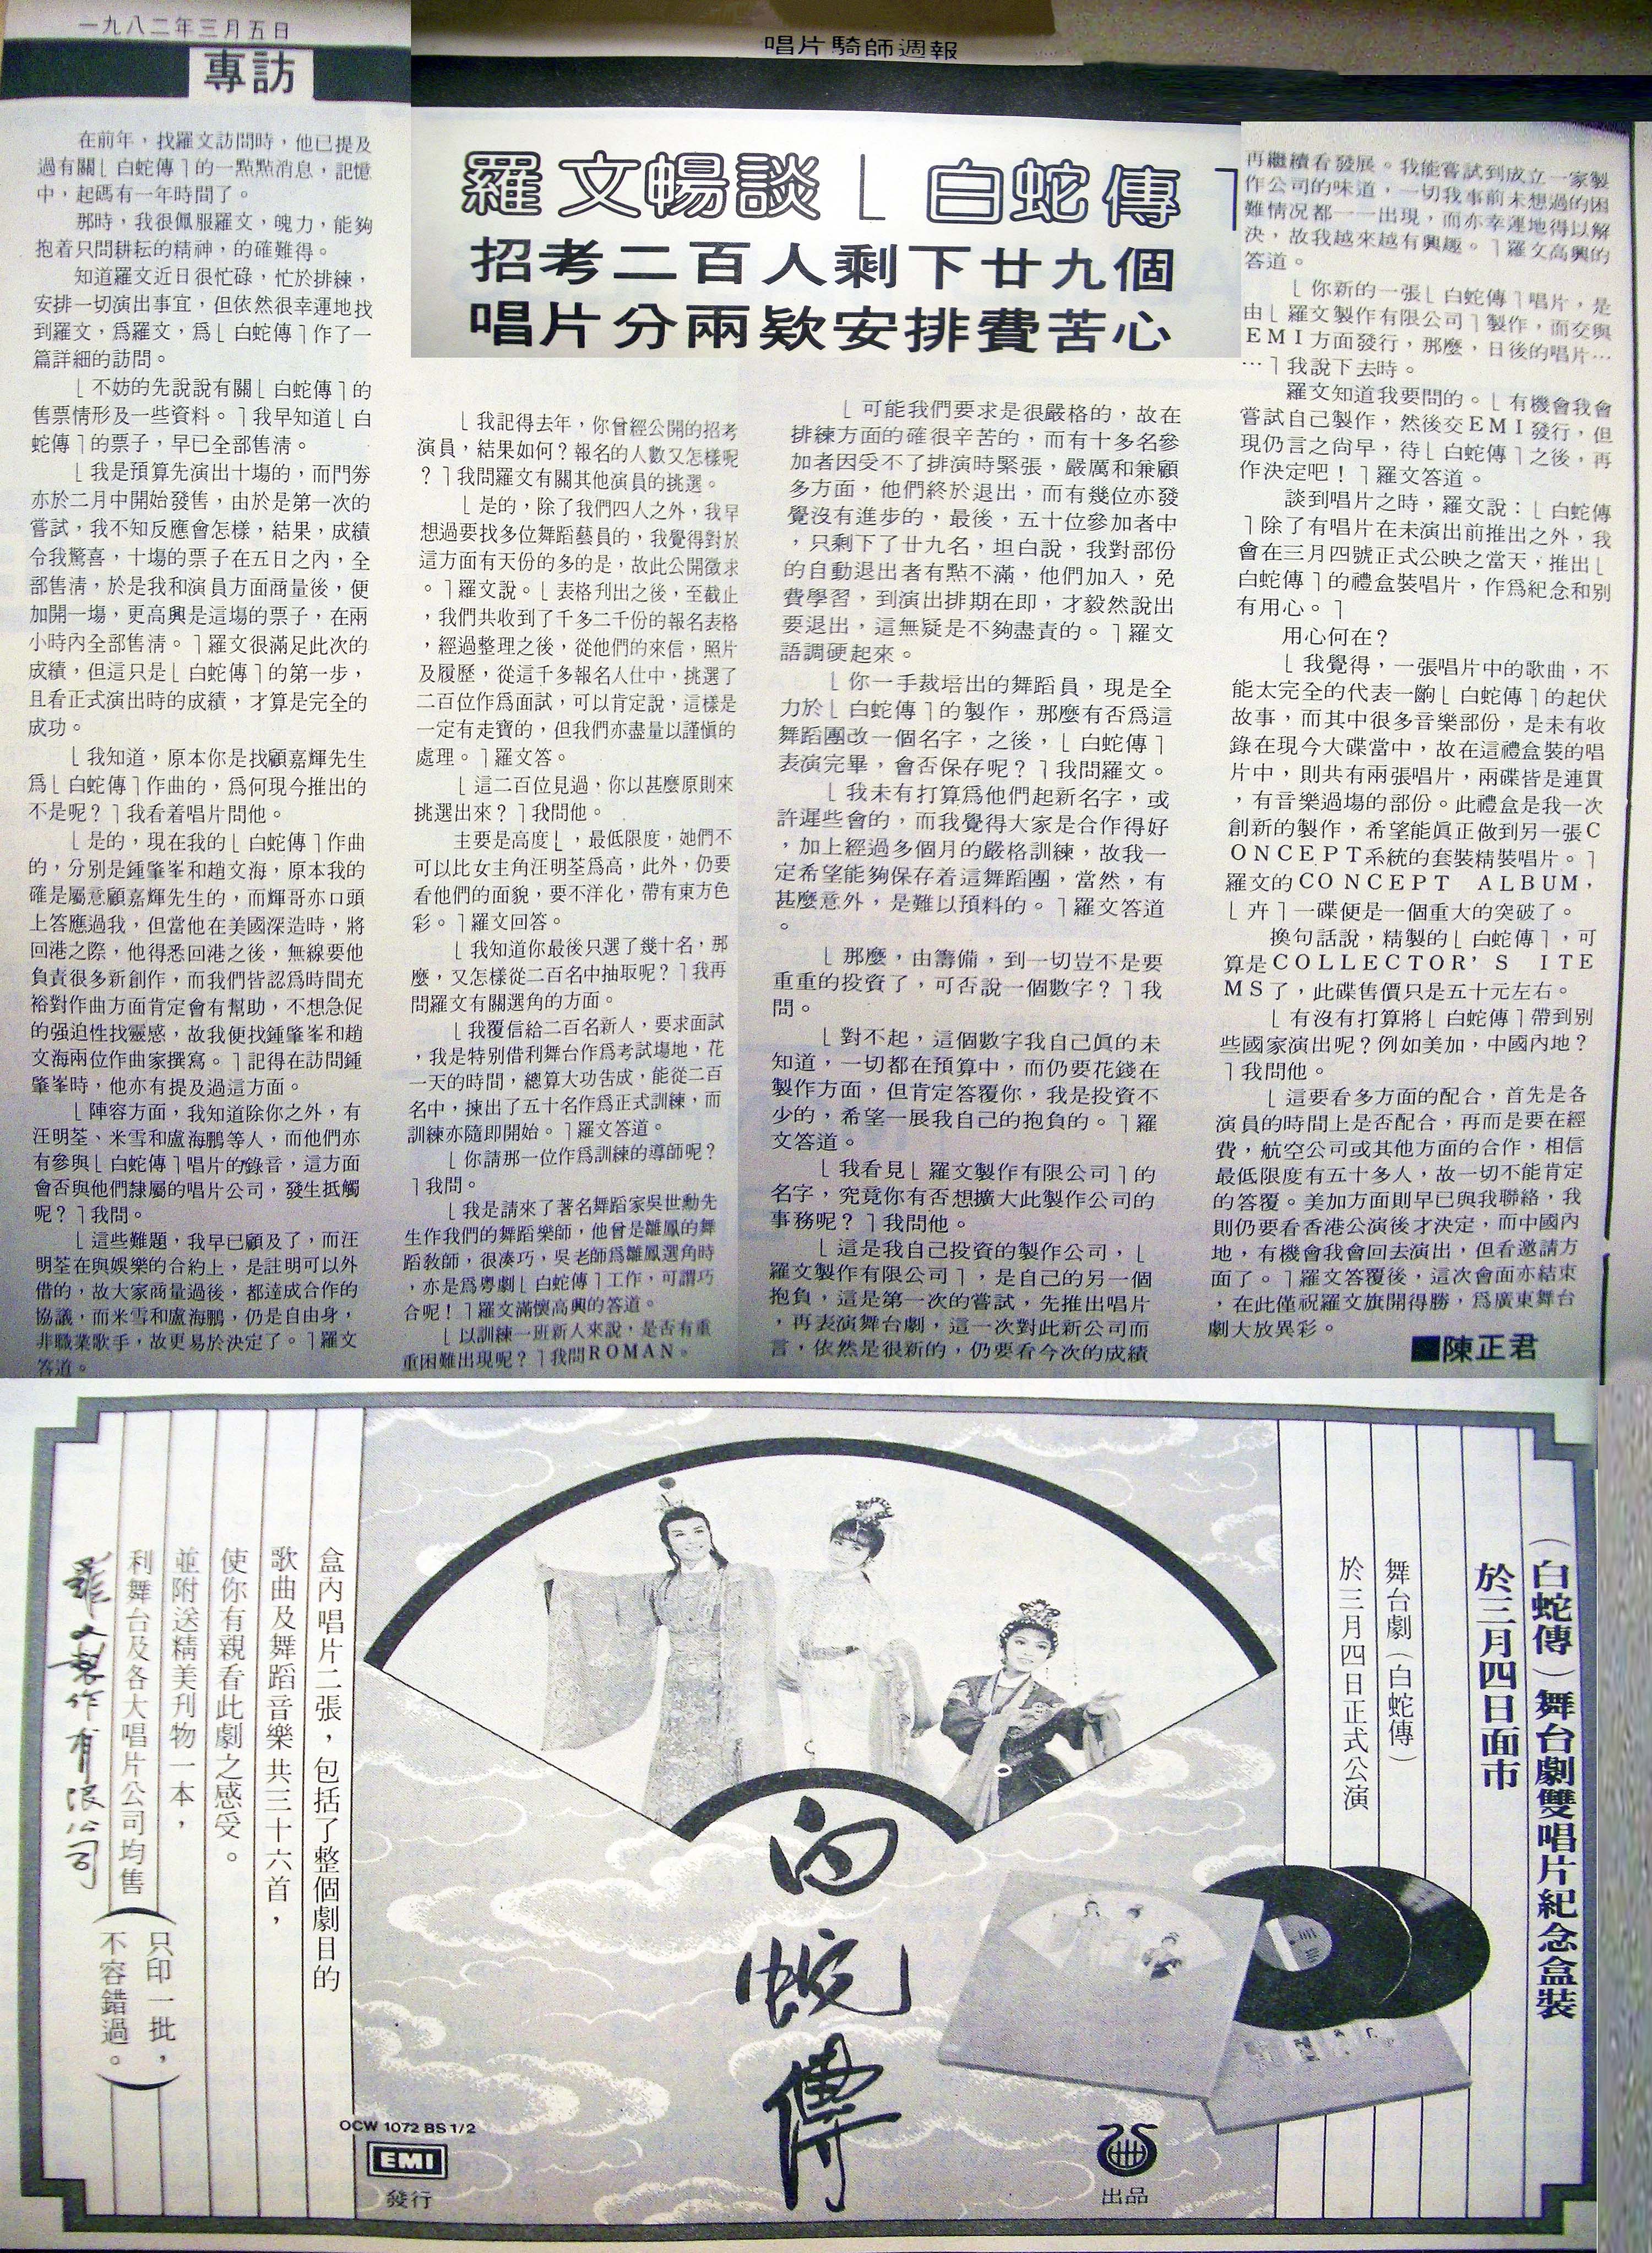 一九八二年三月五日
專訪
唱片騎師週報
羅文暢談﹂白蛇傳﹁
招考二百人剩下廿九個
唱片分兩欵安排費苦心
在前年，找羅文訪問時，他已提及
過有關﹂白蛇傳﹁的一點點消息，記憶
中，起碼有一年時間了。
那時，我很佩服羅文，魄力，能夠
抱着只問耕耘的精神，的確難得。
知道羅文近日很忙碌，忙於排練，
安排一切演出事宜，但依然很幸運地找
到羅文，爲羅文，爲﹂白蛇傳﹁作了一
篇詳細的訪問。
﹂不妨的先說說有關﹂白蛇傳﹁的
售票情形及一些資料。﹁我早知道﹂白
蛇傳﹁的票子，早已全部售淸。
﹂我是預算先演出十塲的，而門券
亦於二月中開始發售，由於是第一次的
嘗試，我不知反應會怎樣，結果，成績
令我驚喜，十塲的票子在五日之內，全
部售淸，於是我和演員方面商量後，便
加開一塲，更高興是這塲的票子，在兩
小時內全部售淸。﹁羅文很滿足此次的
成績，但這只是﹂白蛇傳﹁的第一步，
且看正式演出時的成績，才算是完全的
成功。
﹂我知道，原本你是找顧嘉輝先生
爲﹂白蛇傳﹁作曲的，爲何現今推出的
不是呢？﹁我看着唱片問他。
﹂是的，現在我的﹂白蛇傳﹁作曲
的，分別是鍾肇峯和趙文海，原本我的
確是屬意顧嘉輝先生的，而輝哥亦口頭
上答應過我，但當他在美國深造時，將
回港之際，他得悉回港之後，無線要他
負責很多新創作，而我們皆認爲時間充
裕對作曲方面肯定會有幫助，不想急促
的强迫性找靈感，故我便找鍾肇峯和趙
文海兩位作曲家撰寫。﹁記得在訪問鍾
肇峯時，他亦有提及過這方面。
﹂陣容方面，我知道除你之外，有
汪明荃、米雪和盧海鵬等人，而他們亦
有參與﹂白蛇傳﹁唱片的錄音，這方面
會否與他們隸屬的唱片公司，發生抵觸
呢？﹁我問。
﹂這些難題，我早已顧及了，而汪
明荃在與娛樂的合約上，是註明可以外
借的，故大家商量過後，都達成合作的
協議，而米雪和盧海鵬，仍是自由身，
非職業歌手，故更易於決定了。﹁羅文
答道。
﹂我記得去年，你曾經公開的招考
演員，結果如何？報名的人數又怎樣呢
？﹁我問羅文有關其他演員的挑選。
﹂是的，除了我們四人之外，我早
想過要找多位舞蹈藝員的，我覺得對於
這方面有天份的多的是，故此公開徵求
。﹁羅文說。﹂表格刋出之後，至截止
，我們共收到了千多二千份的報名表格
，經過整理之後，從他們的來信，照片
及履歷，從這千多報名人仕中，挑選了
二百位作爲面試，可以肯定說，這樣是
一定有走寶的，但我們亦盡量以謹愼的
處理。﹁羅文答。
﹂這二百位見過，你以甚麼原則來
挑選出來？﹁我問他。
主要是高度﹂，最低限度，她們不
可以比女主角汪明荃爲高，此外，仍要
看他們的面貌，要不洋化，帶有東方色
彩。﹁羅文回答。
﹂我知道你最後只選了幾十名，那
麼，又怎樣從二百名中抽取呢？﹁我再
問羅文有關選角的方面。
﹂我覆信給二百名新人，要求面試
，我是特別借利舞台作爲考試塲地，花
一天的時間，總算大功告成，能從二百
名中，揀出了五十名作爲正式訓練，而
訓練亦隨即開始。﹁羅文答道。
﹂你請那一位作爲訓練的導師呢？
﹁我問。
﹂我是請來了著名舞蹈家吳世勳先
生作我們的舞蹈樂師，他曾是雛鳳的舞
蹈敎師，很凑巧，吳老師爲雛鳳選角時
，亦是爲粵劇﹂白蛇傳﹁工作，可謂巧
合呢！﹁羅文滿懷高興的答道。
﹂以訓練一班新人來說，是否有重
重困難出現呢？﹁我問ROMAN。
﹂可能我們要求是很嚴格的，故在
排練方面的確很辛苦的，而有十多名參
加者因受不了排演時緊張，嚴厲和兼顧
多方面，他們終於退出，而有幾位亦發
覺沒有進步的，最後，五十位參加者中
，只剩下了廿九名，坦白說，我對部份
的自動退出者有點不滿，他們加入，免
費學習，到演出排期在即，才毅然說出
要退出，這無疑是不夠盡責的。﹁羅文
語調硬起來。
﹂你一手裁培出的舞蹈員，現是全
力於﹂白蛇傳﹁的製作，那麼有否爲這
舞蹈團改一個名字，之後，﹂白蛇傳﹁
表演完畢，會否保存呢？﹁我問羅文。
﹂我未有打算爲他們起新名字，或
許遲些會的，而我覺得大家是合作得好
，加上經過多個月的嚴格訓練，故我一
定希望能夠保存着這舞蹈團，當然，有
甚麼意外，是難以預料的。﹁羅文答道
。
﹂那麼，由籌備，到一切豈不是要
重重的投資了，可否說一個數字？﹁我
問。
﹂對不起，這個數字我自己眞的未
知道，一切都在預算中，而仍要花錢在
製作方面，但肯定答覆你，我是投資不
少的，希望一展我自己的抱負的。﹁羅
文答道。
﹂我看見﹂羅文製作有限公司﹁的
名字，究竟你有否想擴大此製作公司的
事務呢？﹁我問他。
﹂這是我自己投資的製作公司，﹂
羅文製作有限公司﹁，是自己的另一個
抱負，這是第一次的嘗試，先推出唱片
，再表演舞台劇，這一次對此新公司而
言，依然是很新的，仍要看今次的成績
再繼續看發展。我能嘗試到成立一家製
作公司的味道，一切我事前未想過的困
難情況都一一出現，而亦幸運地得以解
決，故我越來越有興趣。﹁羅文高興的
答道。
﹂你新的一張﹂白蛇傳﹁唱片，是
由﹂羅文製作有限公司﹁製作，而交與
EMI方面發行，那麼，日後的唱片…
…﹁我說下去時。
羅文知道我要問的。﹂有機會我會
嘗試自己製作，然後交EMI發行，但
現仍言之尙早，待﹂白蛇傳﹁之後，再
作決定吧！﹁羅文答道。
談到唱片之時，羅文說：﹂白蛇傳
﹁除了有唱片在未演出前推出之外，我
會在三月四號正式公映之當天，推出﹂
白蛇傳﹁的禮盒裝唱片，作爲紀念和別
有用心。﹁
用心何在？
﹂我覺得，一張唱片中的歌曲，不
能太完全的代表一齣﹂白蛇傳﹁的起伏
故事，而其中很多音樂部份，是未有收
錄在現今大碟當中，故在這禮盒裝的唱
片中，則共有兩張唱片，兩碟皆是連貫
，有音樂過塲的部份。此禮盒是我一次
創新的製作，希望能眞正做到另一張C
ONCEPT系統的套裝精裝唱片。﹁
羅文的CONCEPT ALBUM，
﹂卉﹁一碟便是一個重大的突破了。
換句話說，精製的﹂白蛇傳﹁，可
算是COLLECTOR'S ITE
MS了，此碟售價只是五十元左右。
﹂有沒有打算將﹂白蛇傳﹁帶到別
些國家演出呢？例如美加，中國內地？
﹁我問他。
﹂這要看多方面的配合，首先是各
演員的時間上是否配合，再而是要在經
費，航空公司或其他方面的合作，相信
最低限度有五十多人，故一切不能肯定
的答覆。美加方面則早已與我聯絡，我
則仍要看香港公演後才決定，而中國內
地，有機會我會回去演出，但看邀請方
面了。﹁羅文答覆後，這次會面亦結束
，在此僅祝羅文旗開得勝，爲廣東舞台
劇大放異彩。
■陳正君
（白蛇傳）舞台劇雙唱片紀念盒裝
於三月四日面市
舞台劇（白蛇傳）
於三月四日正式公演
白蛇傳
盒內唱片二張，包括了整個劇目的
歌曲及舞蹈音樂共三十六首，
使你有親看此劇之感受。
並附送精美刋物一本，
利舞台及各大唱片公司均售
（只印一批，
不容錯過。）
羅文製作有限公司
OCW 1072 BS 1/2
EMI
發行
出品